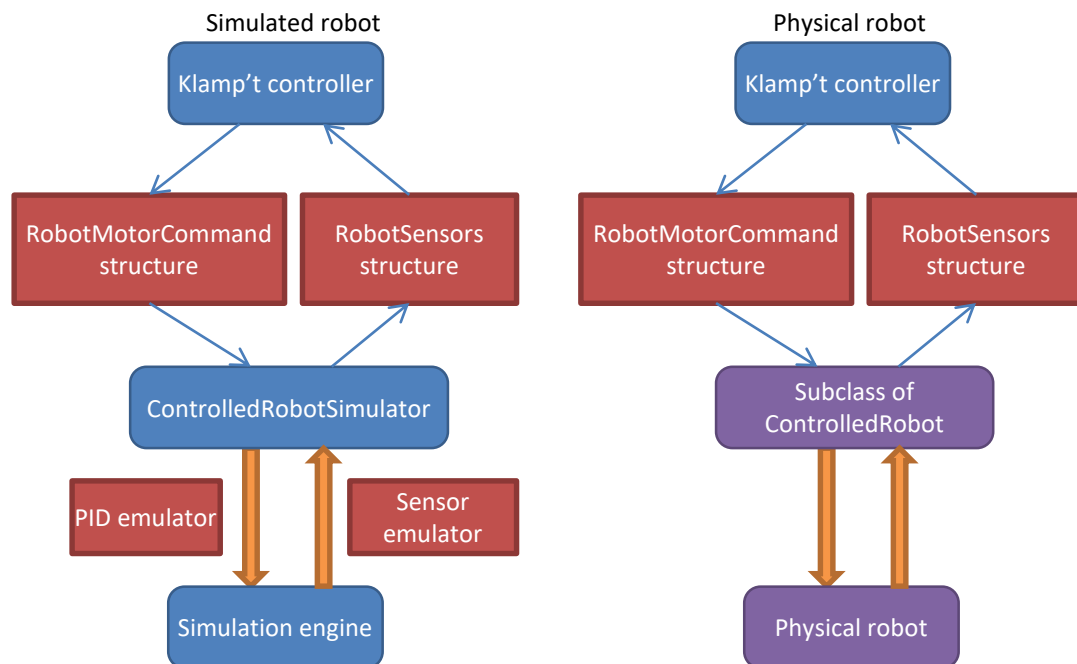 Simulated robot
Klamp't controller
RobotMotorCommand
structure
RobotSensors
structure
ControlledRobotSimulator
PID emulator
Sensor
emulator
Simulation engine
Physical robot
Klamp't controller
RobotMotorCommand
structure
RobotSensors
structure
Subclass of
ControlledRobot
Physical robot